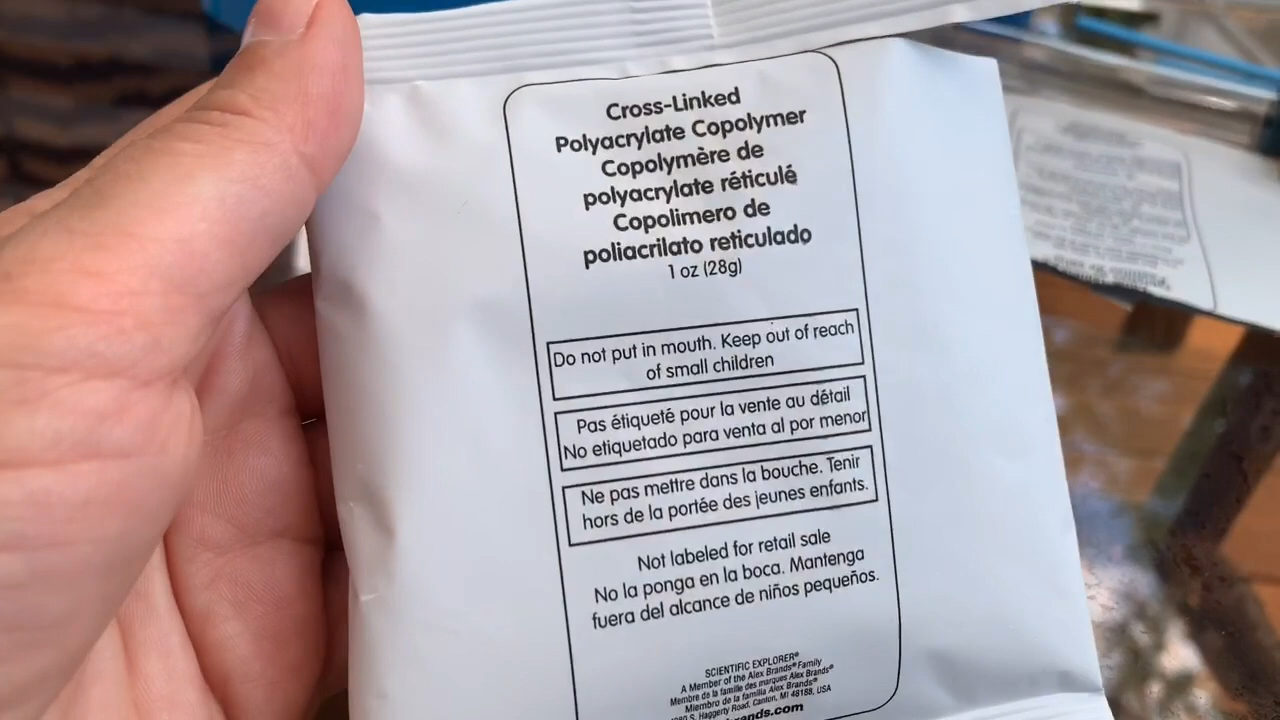 Cross-Linked
Polyacrylate Copolymer
Copolymère de
polyacrylate réticulé
Copolimero de
poliacrilato reticulado
1 oz (28g)
Do not put in mouth. Keep out of reach
of small children
Pas étiqueté pour la vente au détail
No etiquetado para venta al por menor
Ne pas mettre dans la bouche. Tenir
hors de la portée des jeunes enfants.
Not labeled for retail sale
No la ponga en la boca. Mantenga
fuera del alcance de niños pequeños.
SCIENTIFIC EXPLORER®
A Member of the Alex Brands® Family
Membre de la famille des marques Alex Brands®
Miembro de la familia Alex Brands®
S. Haggerty Road, Canton, MI 48188, USA